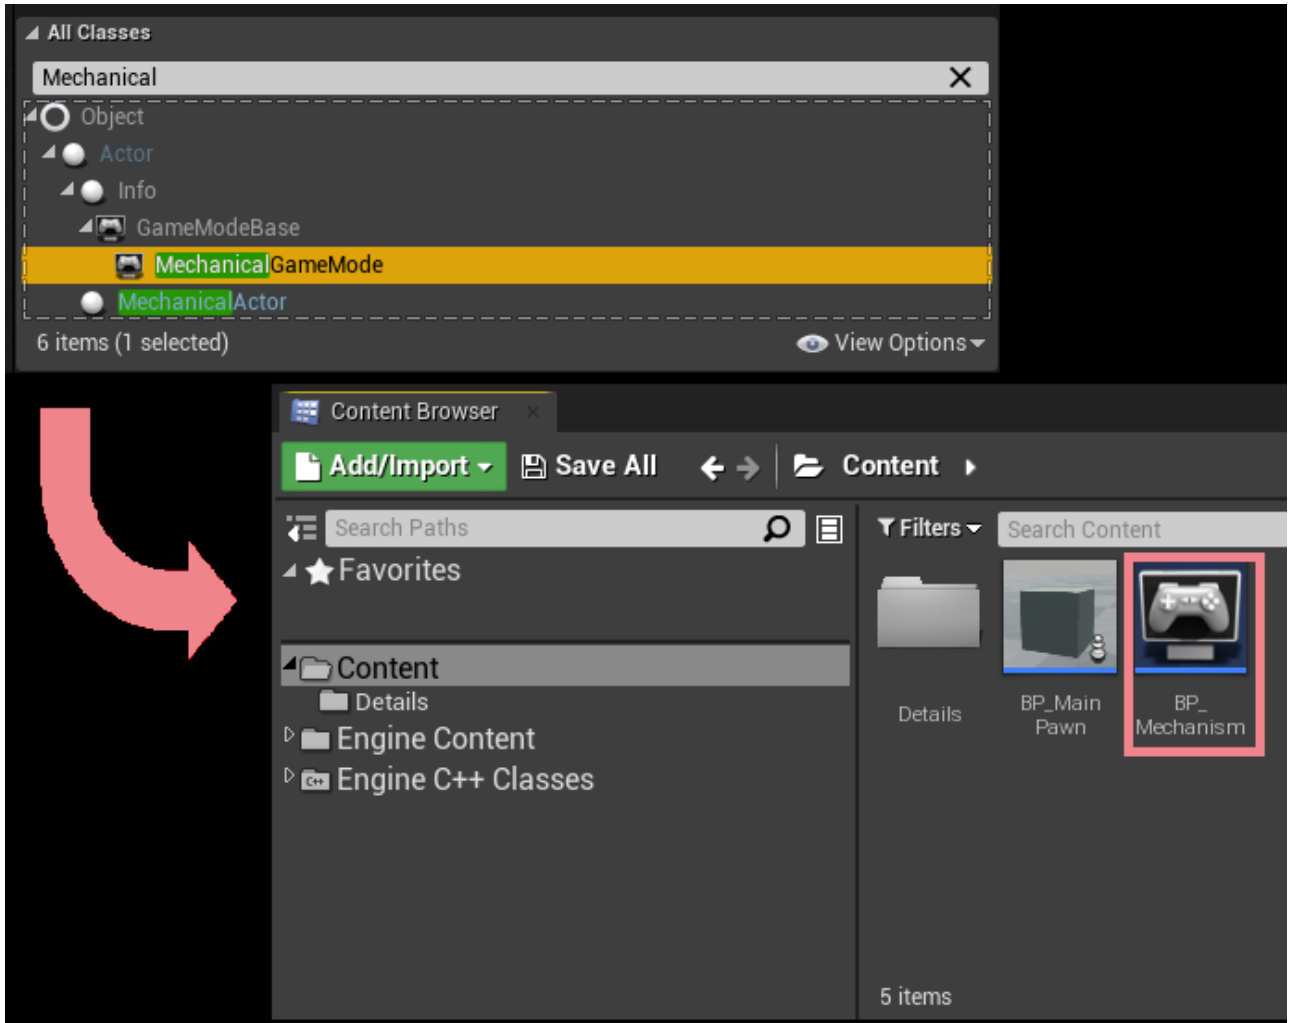 All Classes
Mechanical
Object
Actor
Info
GameModeBase
MechanicalGameMode
MechanicalActor
6 items (1 selected)
View Options
Content Browser
Add/Import
Save All
Content
Search Paths
Filters
Search Content
Favorites
Content
Details
Engine Content
C++
Engine C++ Classes
Details
BP_Main
Pawn
BP_
Mechanism
5 items